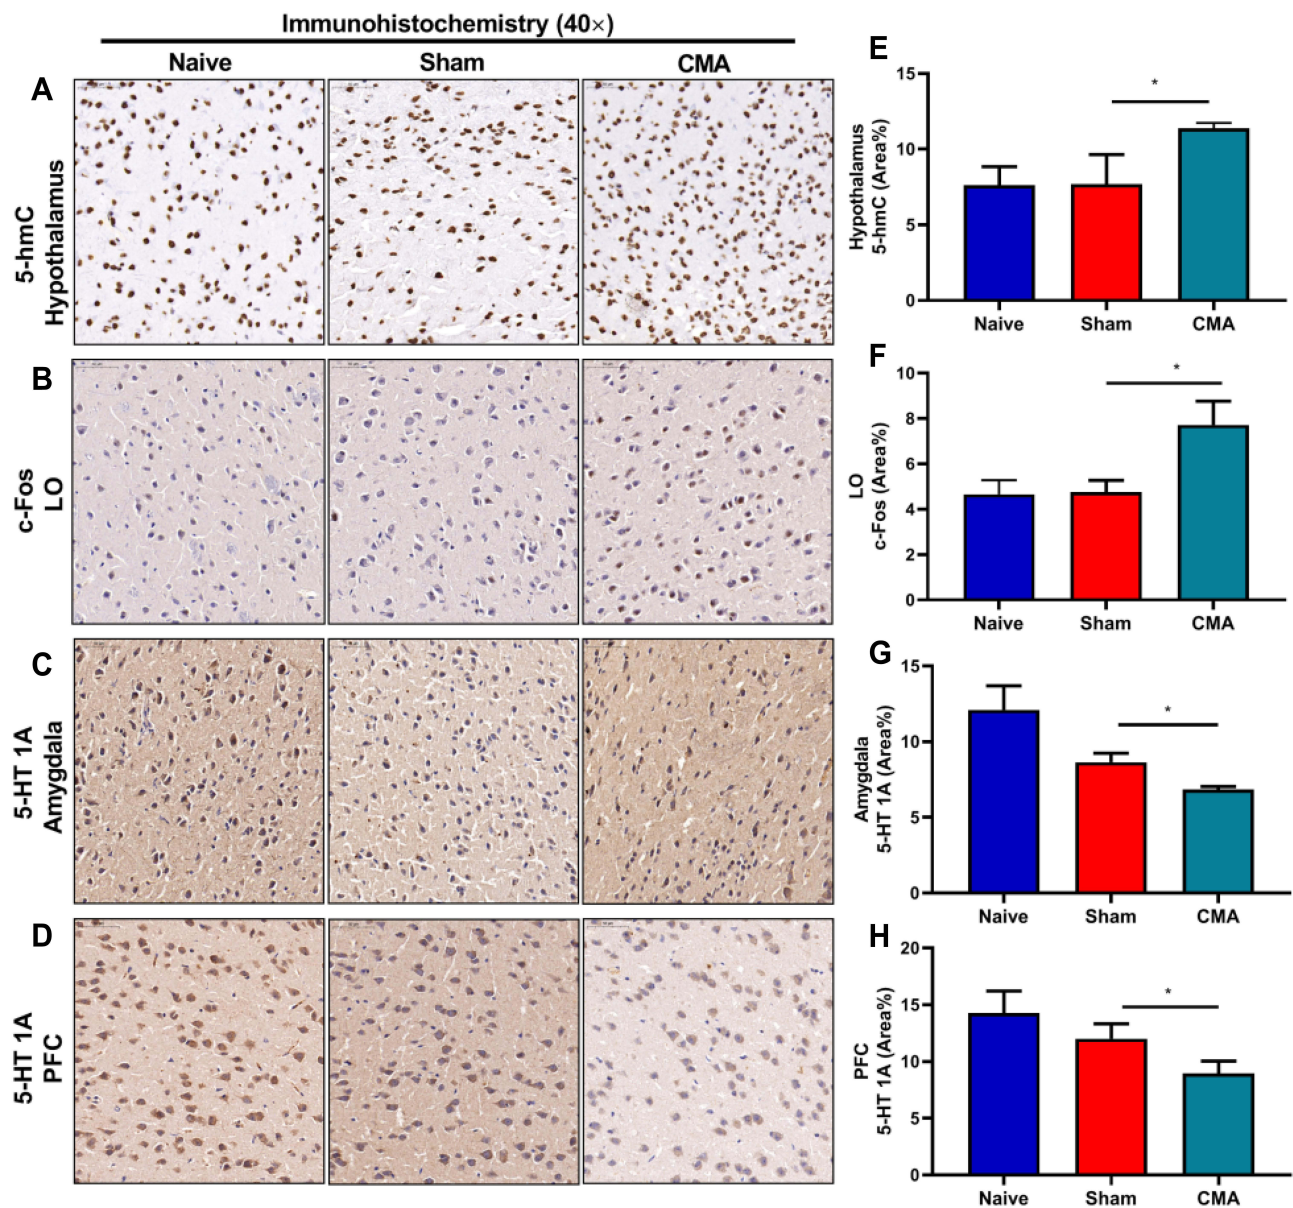 Immunohistochemistry (40×)
Naive
Sham
CMA
A
5-hmC
Hypothalamus
B
c-Fos
LO
C
5-HT 1A
Amygdala
D
5-HT 1A
PFC
E
Hypothalamus
5-hmC (Area%)
15
10
5
0
*
Naive
Sham
CMA
F
LO
c-Fos (Area%)
10
8
6
4
2
0
*
Naive
Sham
CMA
G
Amygdala
5-HT 1A (Area%)
15
10
5
0
*
Naive
Sham
CMA
H
PFC
5-HT 1A (Area%)
20
15
10
5
0
*
Naive
Sham
CMA